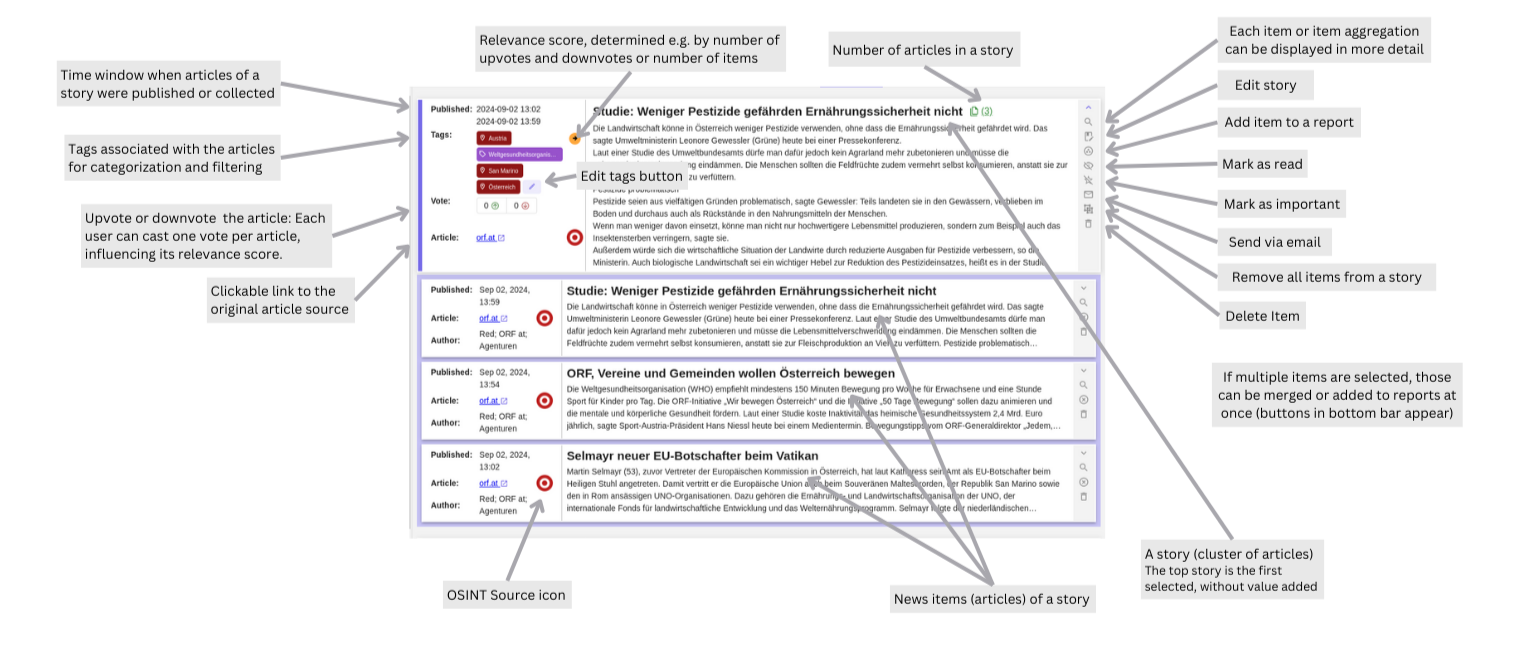 Relevance score, determined e.g. by number of
upvotes and downvotes or number of items
Number of articles in a story
Each item or item aggregation
can be displayed in more detail
Time window when articles of a
story were published or collected
Edit story
Add item to a report
Tags associated with the articles
for categorization and filtering
Mark as read
Edit tags button
Mark as important
Upvote or downvote the article: Each
user can cast one vote per article,
influencing its relevance score.
Send via email
Remove all items from a story
Clickable link to the
original article source
Delete Item
If multiple items are selected, those
can be merged or added to reports at
once (buttons in bottom bar appear)
Published: 2024-09-02 13:02
2024-09-02 13:59
Tags:
Austria
Weltgesundheitsorganis...
San Marino
Österreich
Vote:
0 0
Article: orf.at
Studie: Weniger Pestizide gefährden Ernährungssicherheit nicht (3)
Die Landwirtschaft könne in Österreich weniger Pestizide verwenden, ohne dass die Ernährungssicherheit gefährdet wird. Das
sagte Umweltministerin Leonore Gewessler (Grüne) heute bei einer Pressekonferenz.
Laut einer Studie des Umweltbundesamts dürfe man dafür jedoch kein Agrarland mehr zubetonieren und müsse die
eindämmen. Die Menschen sollten die Feldfrüchte zudem vermehrt selbst konsumieren, anstatt sie zur
zu verfüttern.
Pestizide problematisch
Pestizide seien aus vielfältigen Gründen problematisch, sagte Gewessler: Teils landeten sie in den Gewässern, verblieben im
Boden und durchaus auch als Rückstände in den Nahrungsmitteln der Menschen.
Wenn man weniger davon einsetzt, könne man nicht nur hochwertigere Lebensmittel produzieren, sondern zum Beispiel auch das
Insektensterben verringern, sagte sie.
Außerdem würde sich die wirtschaftliche Situation der Landwirte durch reduzierte Ausgaben für Pestizide verbessern, so die
Ministerin. Auch biologische Landwirtschaft sei ein wichtiger Hebel zur Reduktion des Pestizideinsatzes, heißt es in der Studie.
Published: Sep 02, 2024,
13:59
Article: orf.at
Author: Red; ORF at;
Agenturen
Studie: Weniger Pestizide gefährden Ernährungssicherheit nicht
Die Landwirtschaft könne in Österreich weniger Pestizide verwenden, ohne dass die Ernährungssicherheit gefährdet wird. Das sagte
Umweltministerin Leonore Gewessler (Grüne) heute bei einer Pressekonferenz. Laut einer Studie des Umweltbundesamts dürfe man
dafür jedoch kein Agrarland mehr zubetonieren und müsse die Lebensmittelverschwendung eindämmen. Die Menschen sollten die
Feldfrüchte zudem vermehrt selbst konsumieren, anstatt sie zur Fleischproduktion an Vieh zu verfüttern. Pestizide problematisch…
Published: Sep 02, 2024,
13:54
Article: orf.at
Author: Red; ORF at;
Agenturen
ORF, Vereine und Gemeinden wollen Österreich bewegen
Die Weltgesundheitsorganisation (WHO) empfiehlt mindestens 150 Minuten Bewegung pro Woche für Erwachsene und eine Stunde
Sport für Kinder pro Tag. Die ORF-Initiative „Wir bewegen Österreich“ und die Initiative „50 Tage Bewegung“ sollen dazu animieren und
die mentale und körperliche Gesundheit fördern. Laut einer Studie koste Inaktivität das heimische Gesundheitssystem 2,4 Mrd. Euro
jährlich, sagte Sport-Austria-Präsident Hans Niessl heute bei einem Medientermin. Bewegungstipps vom ORF-Generaldirektor „Jedem,…
Published: Sep 02, 2024,
13:02
Article: orf.at
Author: Red; ORF at;
Agenturen
Selmayr neuer EU-Botschafter beim Vatikan
Martin Selmayr (53), zuvor Vertreter der Europäischen Kommission in Österreich, hat laut Kathpress sein Amt als EU-Botschafter beim
Heiligen Stuhl angetreten. Damit vertritt er die Europäische Union auch beim Souveränen Malteserorden, der Republik San Marino sowie
den in Rom ansässigen UNO-Organisationen. Dazu gehören die Ernährungs- und Landwirtschaftsorganisation der UNO, der
internationale Fonds für landwirtschaftliche Entwicklung und das Welternährungsprogramm. Selmayr folgte der niederländischen…
A story (cluster of articles)
The top story is the first
selected, without value added
OSINT Source icon
News items (articles) of a story